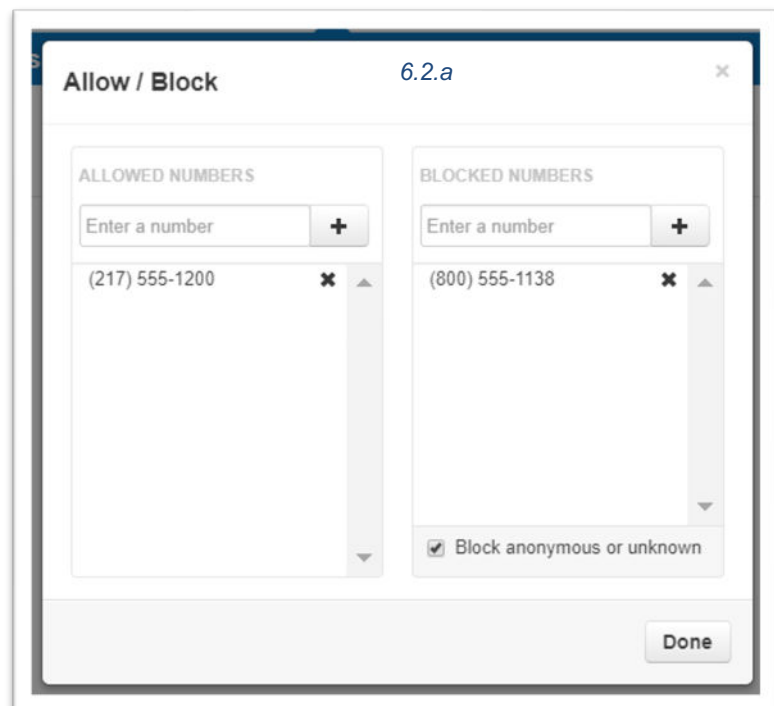 s
Allow / Block
6.2.a
×
ALLOWED NUMBERS
Enter a number
+
(217) 555-1200
✖
BLOCKED NUMBERS
Enter a number
+
(800) 555-1138
✖
Block anonymous or unknown
Done